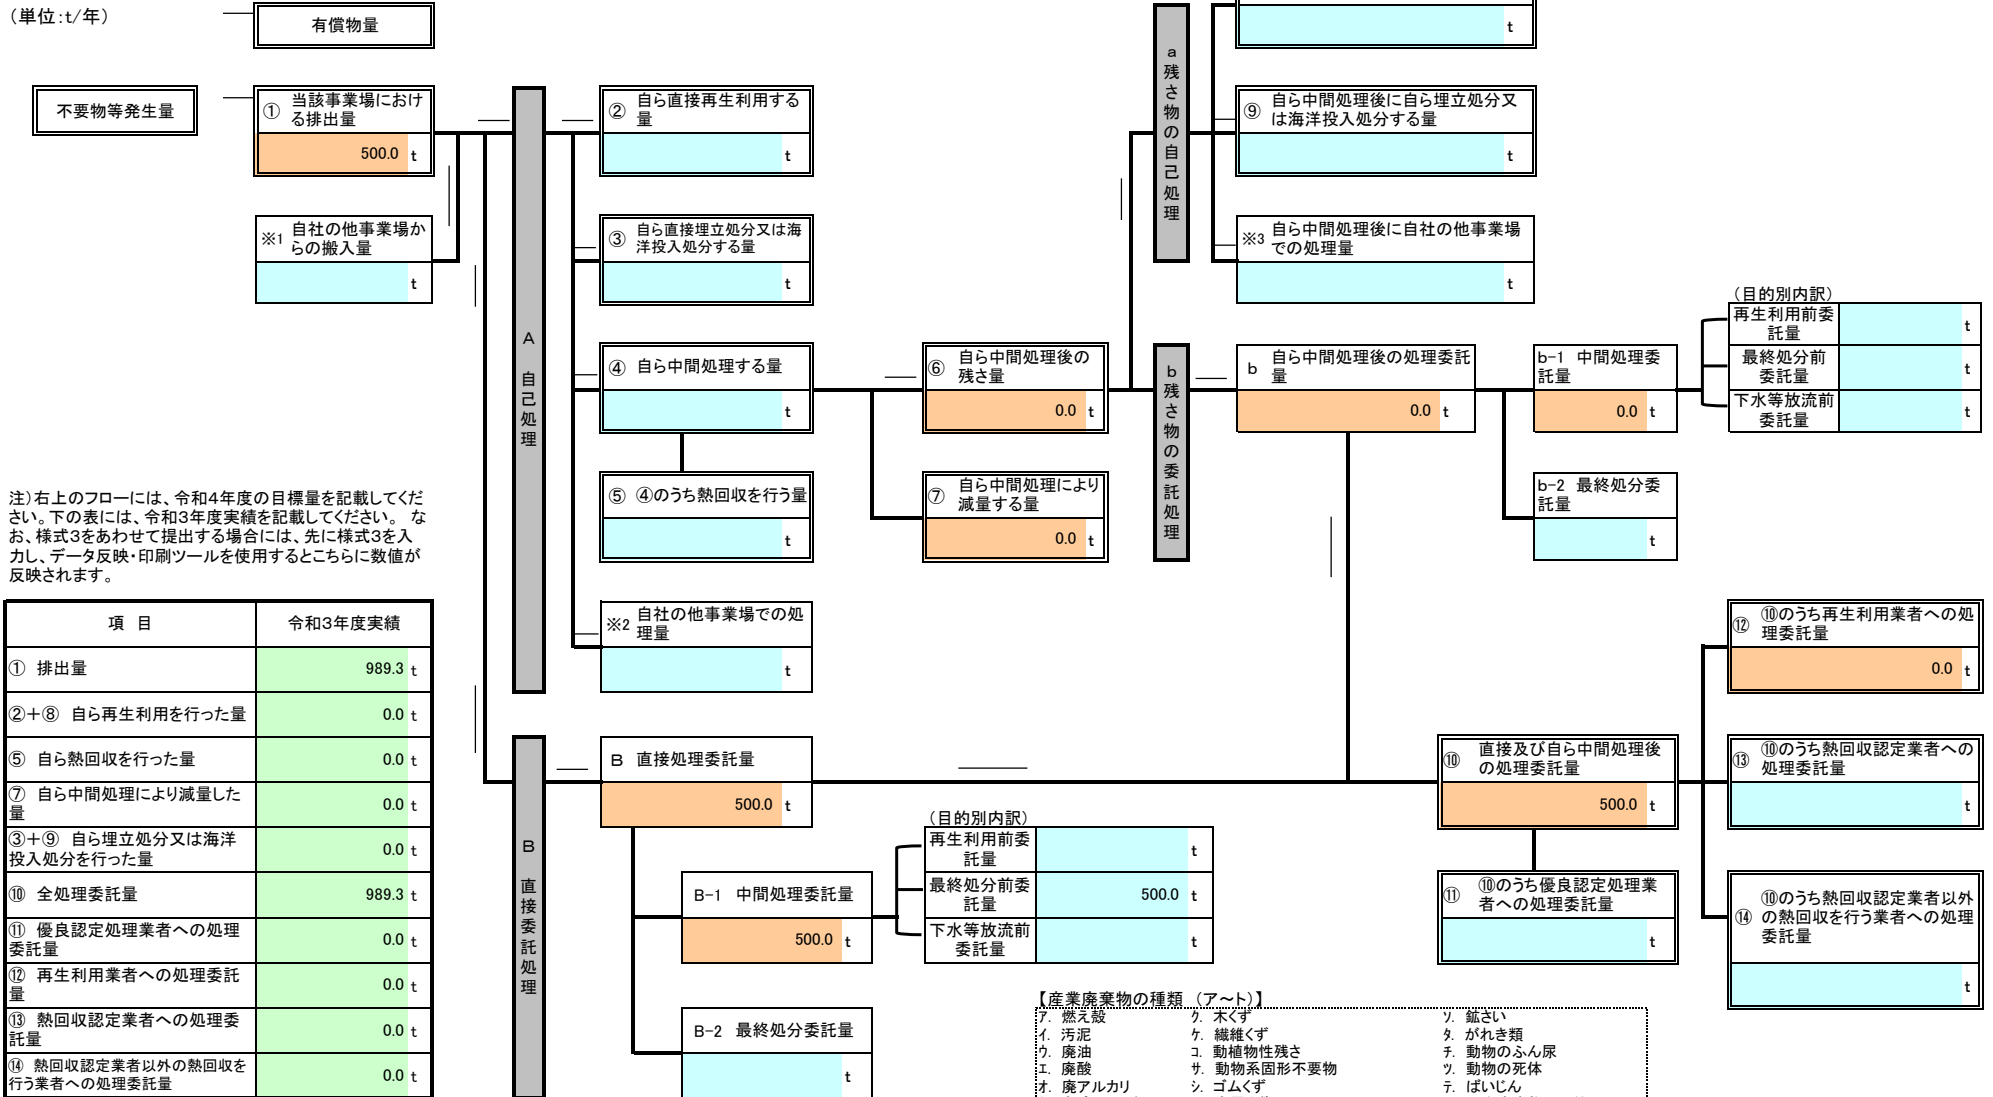 (単位:t/年)
有償物量
t
不要物等発生量
① 当該事業場におけ
る排出量
500.0 t
※1 自社の他事業場か
らの搬入量
t
A 自己処理
② 自ら直接再生利用する
量
t
③ 自ら直接埋立処分又は海
洋投入処分する量
t
④ 自ら中間処理する量
t
⑤ ④のうち熱回収を行う量
t
※2 自社の他事業場での処
理量
t
⑥ 自ら中間処理後の
残さ量
0.0 t
⑦ 自ら中間処理により
減量する量
0.0 t
a 残さ物の自己処理
⑨ 自ら中間処理後に自ら埋立処分又
は海洋投入処分する量
t
※3 自ら中間処理後に自社の他事業場
での処理量
t
b 残さ物の委託処理
b 自ら中間処理後の処理委託
量
0.0 t
b-1 中間処理委
託量
0.0 t
b-2 最終処分委
託量
t
(目的別内訳)
再生利用前委
託量
t
最終処分前
委託量
t
下水等放流前
委託量
t
注)右上のフローには、令和4年度の目標量を記載してくだ
さい。下の表には、令和3年度実績を記載してください。 な
お、様式3をあわせて提出する場合には、先に様式3を入
力し、データ反映・印刷ツールを使用するとこちらに数値が
反映されます。
項 目 令和3年度実績
① 排出量 989.3 t
②+⑧ 自ら再生利用を行った量 0.0 t
⑤ 自ら熱回収を行った量 0.0 t
⑦ 自ら中間処理により減量した
量 0.0 t
③+⑨ 自ら埋立処分又は海洋
投入処分を行った量 0.0 t
⑩ 全処理委託量 989.3 t
⑪ 優良認定処理業者への処理
委託量 0.0 t
⑫ 再生利用業者への処理委託
量 0.0 t
⑬ 熱回収認定業者への処理委
託量 0.0 t
⑭ 熱回収認定業者以外の熱回収を
行う業者への処理委託量 0.0 t
B 直接委託処理
B 直接処理委託量
500.0 t
B-1 中間処理委託量
500.0 t
B-2 最終処分委託量
t
(目的別内訳)
再生利用前委
託量
t
最終処分前委
託量
500.0 t
下水等放流前
委託量
t
⑩ 直接及び自ら中間処理後
の処理委託量
500.0 t
⑪ ⑩のうち優良認定処理業
者への処理委託量
t
⑫ ⑩のうち再生利用業者への処
理委託量
0.0 t
⑬ ⑩のうち熱回収認定業者への
処理委託量
t
⑭ ⑩のうち熱回収認定業者以外
の熱回収を行う業者への処理
委託量
t
【産業廃棄物の種類 (ア~ト)】
ア. 燃え殻 ク. 木くず ソ. 鉱さい
イ. 汚泥 ケ. 繊維くず タ. がれき類
ウ. 廃油 コ. 動植物性残さ チ. 動物のふん尿
エ. 廃酸 サ. 動物系固形不要物 ツ. 動物の死体
オ. 廃アルカリ シ. ゴムくず テ. ばいじん